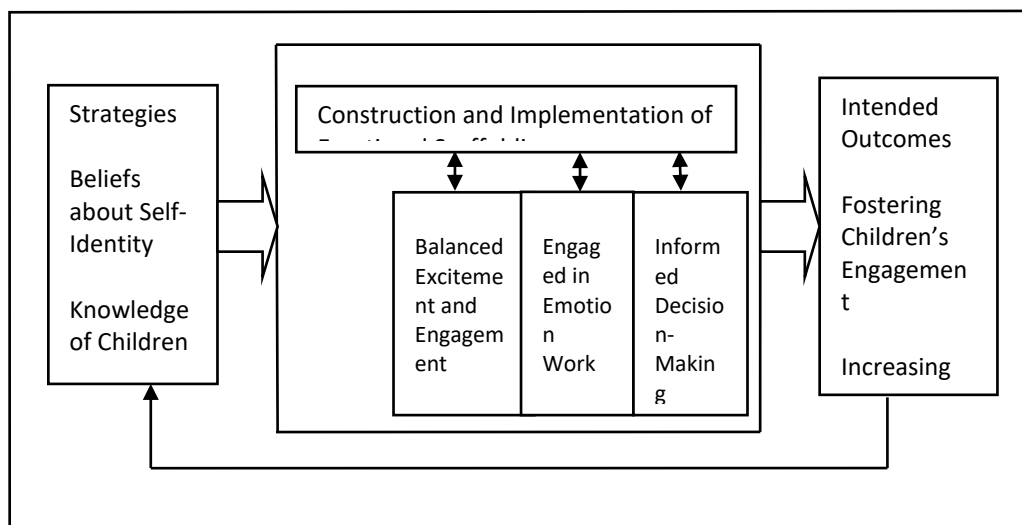 Strategies
Beliefs
about Self-
Identity
Knowledge
of Children
Construction and Implementation of
Balanced
Exciteme
nt and
Engagem
ent
Engag
ed in
Emotio
n
Work
Inform
ed
Decisio
n-
Makin
g
Intended
Outcomes
Fostering
Children’s
Engagemen
t
Increasing